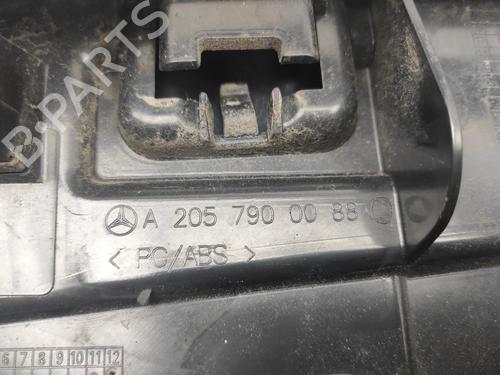 B-PARTS
A 205 790 00 88
< PC/ABS >
6 7 8 9 10 11 12